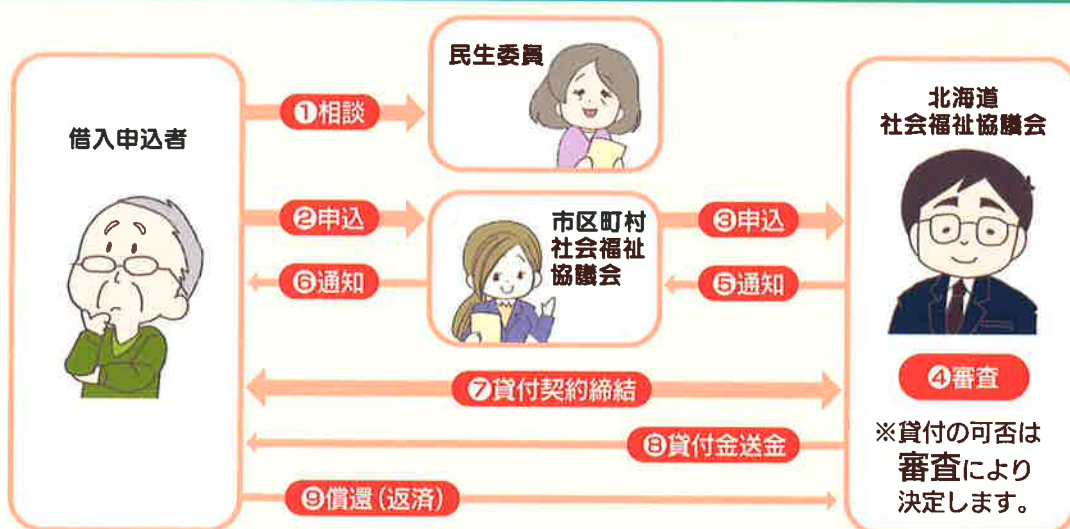 民生委員
北海道
社会福祉協議会
借入申込者
❶相談
❷申込
市区町村
社会福祉
協議会
❸申込
❻通知
❺通知
❼貸付契約締結
❹審査
❽貸付金送金
※貸付の可否は
審査により
決定します。
❾償還(返済)